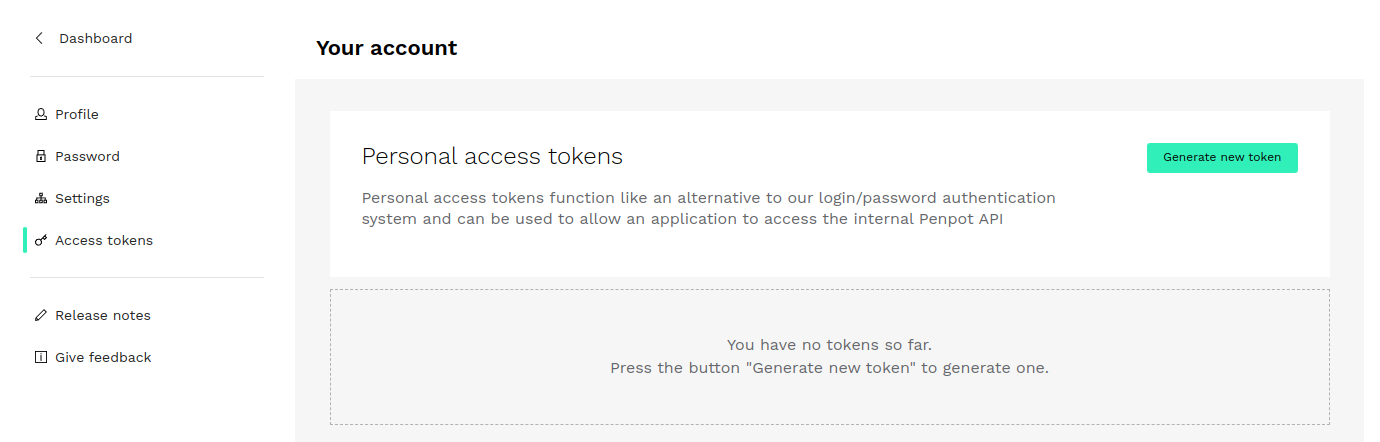 Dashboard
Your account
Profile
Password
Settings
Access tokens
Release notes
Give feedback
Personal access tokens
Generate new token
Personal access tokens function like an alternative to our login/password authentication
system and can be used to allow an application to access the internal Penpot API
You have no tokens so far.
Press the button "Generate new token" to generate one.